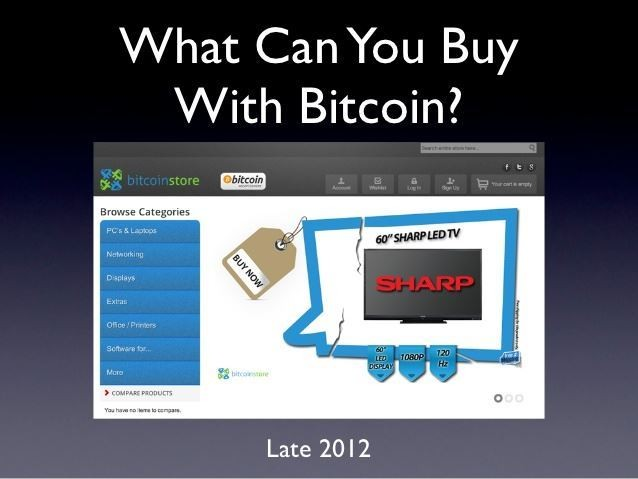 What Can You Buy
With Bitcoin?
Search entire store here...
bitcoinstore
bitcoin
Account
Wishlist
Log In
Sign Up
Your cart is empty
Browse Categories
PC's & Laptops
Networking
Displays
Extras
Office / Printers
Software for...
More
COMPARE PRODUCTS
You have no items to compare.
BUY NOW
60" SHARP LED TV
SHARP
60"
LED
DISPLAY
1080P
120
Hz
bitcoinstore
Late 2012